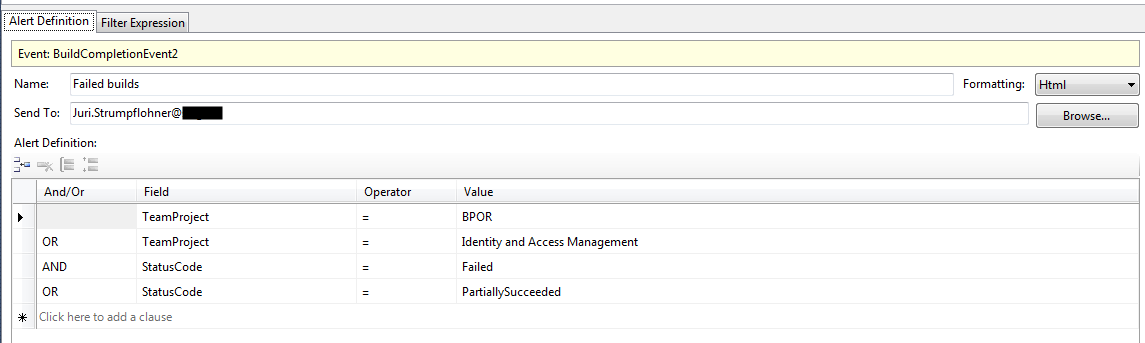 Alert Definition Filter Expression
Event: BuildCompletionEvent2
Name: Failed builds Formatting: Html
Send To: Juri.Strumpflohner@ Browse...
Alert Definition:
And/Or Field Operator Value
TeamProject = BPOR
OR TeamProject = Identity and Access Management
AND StatusCode = Failed
OR StatusCode = PartiallySucceeded
Click here to add a clause